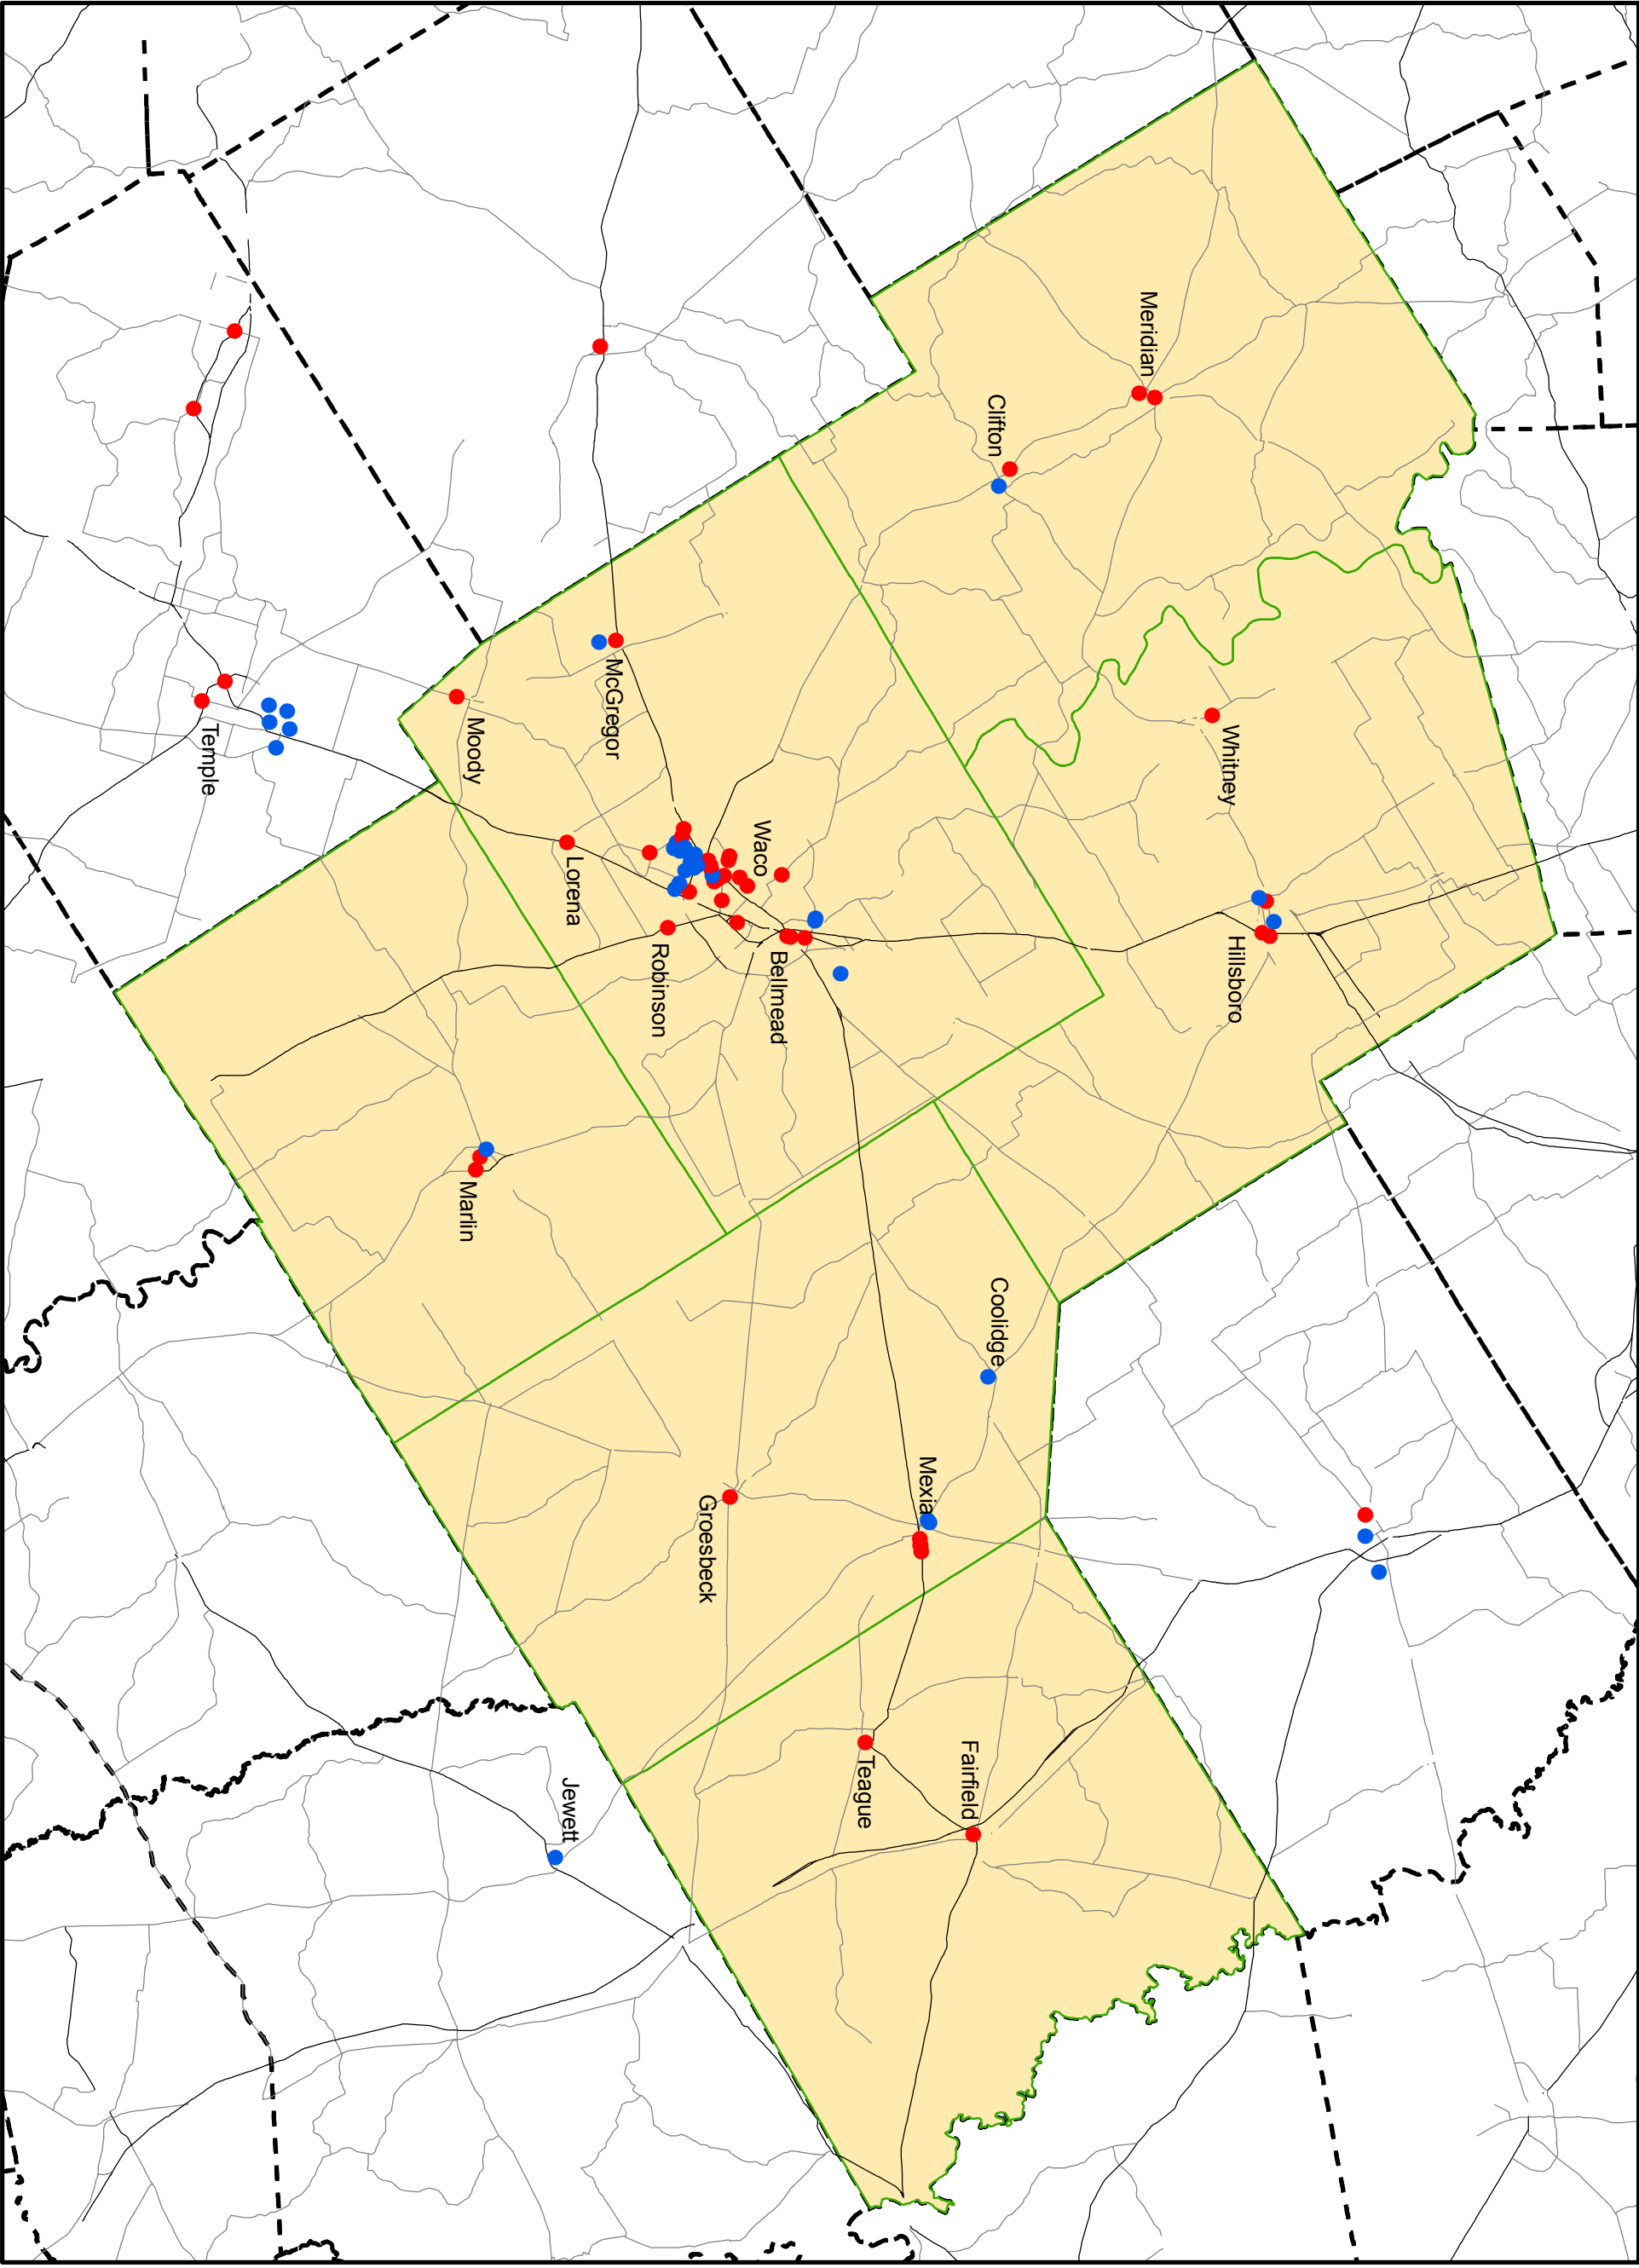 Meridian
Clifton
Whitney
Hillsboro
McGregor
Moody
Temple
Waco
Lorena
Robinson
Bellmead
Marlin
Coolidge
Mexia
Groesbeck
Teague
Fairfield
Jewett